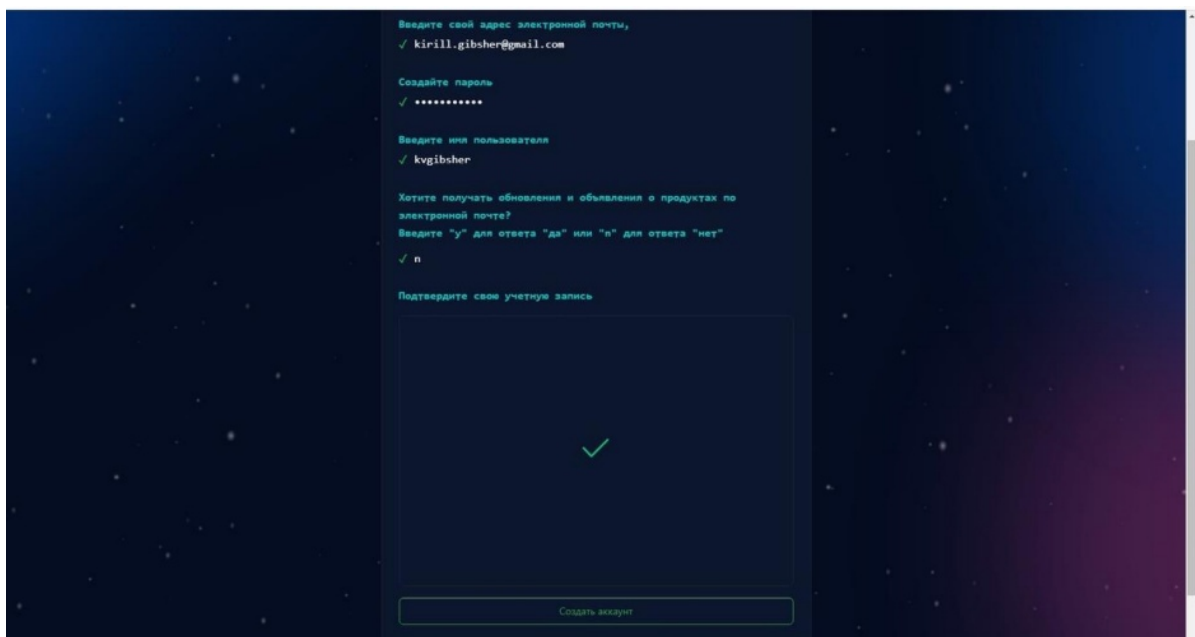 Введите свой адрес электронной почты,
✓ kirill.gibsher@gmail.com
Создайте пароль
✓ •••••••••••
Введите имя пользователя
✓ kvgibsher
Хотите получать обновления и объявления о продуктах по
электронной почте?
Введите "y" для ответа "да" или "n" для ответа "нет"
✓ n
Подтвердите свою учетную запись
Создать аккаунт